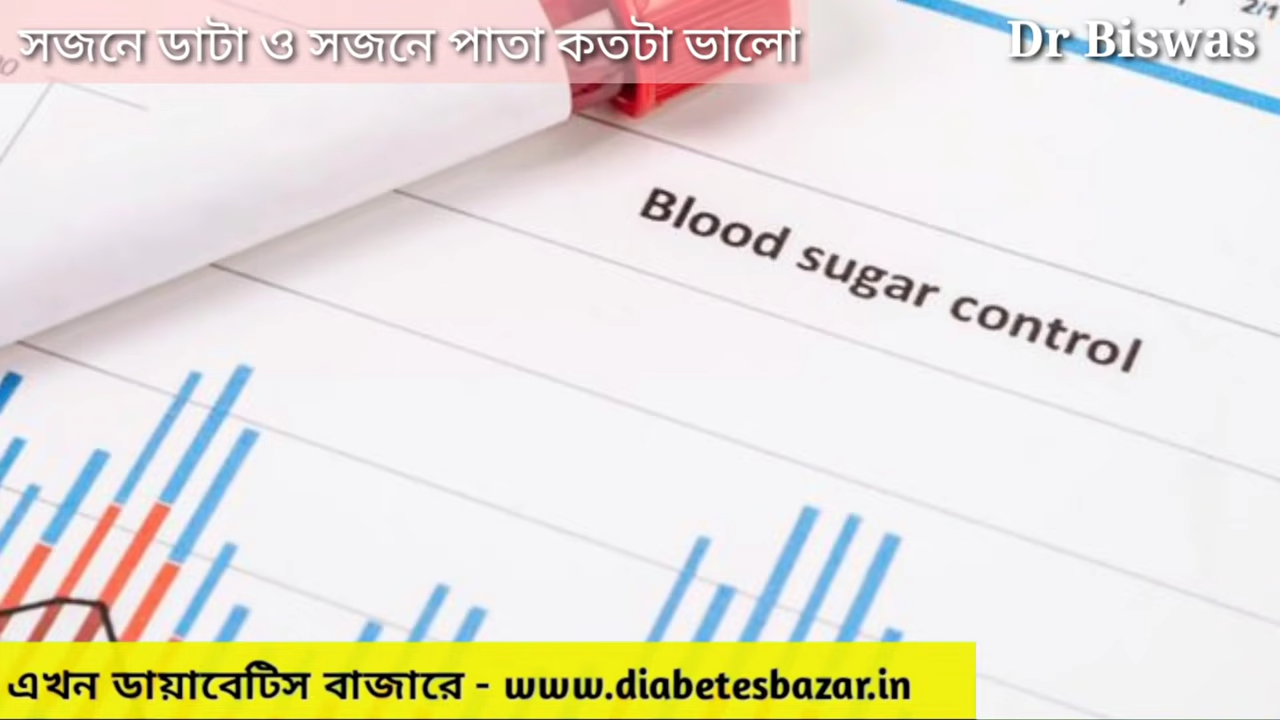 সজনে ডাটা ও সজনে পাতা কতটা ভালো
Dr Biswas
Blood sugar control
এখন ডায়াবেটিস বাজারে - www.diabetesbazar.in